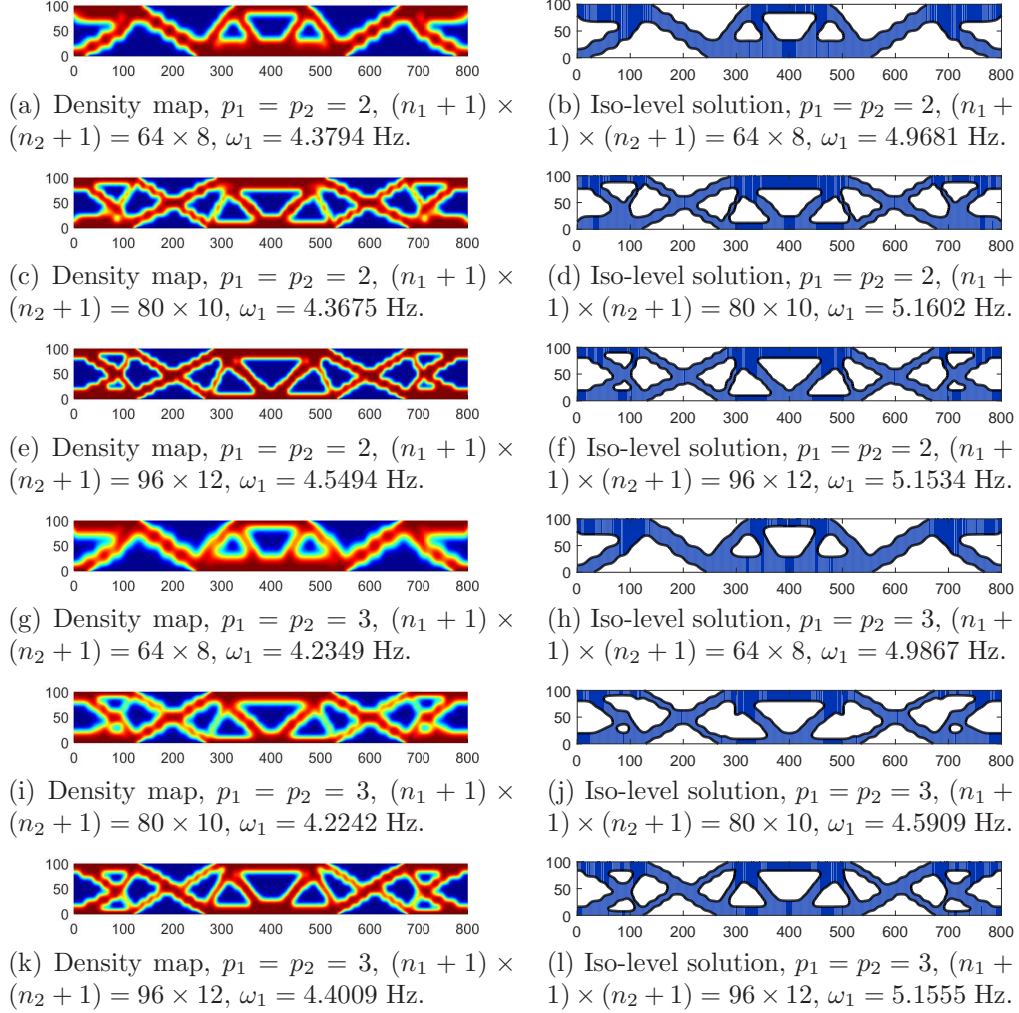 100
50
0
0 100 200 300 400 500 600 700 800
100
50
0
0 100 200 300 400 500 600 700 800
(a) Density map, p₁ = p₂ = 2, (n₁ + 1) ×
(n₂ + 1) = 64 × 8, ω₁ = 4.3794 Hz.
(b) Iso-level solution, p₁ = p₂ = 2, (n₁ +
1) × (n₂ + 1) = 64 × 8, ω₁ = 4.9681 Hz.
100
50
0
0 100 200 300 400 500 600 700 800
100
50
0
0 100 200 300 400 500 600 700 800
(c) Density map, p₁ = p₂ = 2, (n₁ + 1) ×
(n₂ + 1) = 80 × 10, ω₁ = 4.3675 Hz.
(d) Iso-level solution, p₁ = p₂ = 2, (n₁ +
1) × (n₂ + 1) = 80 × 10, ω₁ = 5.1602 Hz.
100
50
0
0 100 200 300 400 500 600 700 800
100
50
0
0 100 200 300 400 500 600 700 800
(e) Density map, p₁ = p₂ = 2, (n₁ + 1) ×
(n₂ + 1) = 96 × 12, ω₁ = 4.5494 Hz.
(f) Iso-level solution, p₁ = p₂ = 2, (n₁ +
1) × (n₂ + 1) = 96 × 12, ω₁ = 5.1534 Hz.
100
50
0
0 100 200 300 400 500 600 700 800
100
50
0
0 100 200 300 400 500 600 700 800
(g) Density map, p₁ = p₂ = 3, (n₁ + 1) ×
(n₂ + 1) = 64 × 8, ω₁ = 4.2349 Hz.
(h) Iso-level solution, p₁ = p₂ = 3, (n₁ +
1) × (n₂ + 1) = 64 × 8, ω₁ = 4.9867 Hz.
100
50
0
0 100 200 300 400 500 600 700 800
100
50
0
0 100 200 300 400 500 600 700 800
(i) Density map, p₁ = p₂ = 3, (n₁ + 1) ×
(n₂ + 1) = 80 × 10, ω₁ = 4.2242 Hz.
(j) Iso-level solution, p₁ = p₂ = 3, (n₁ +
1) × (n₂ + 1) = 80 × 10, ω₁ = 4.5909 Hz.
100
50
0
0 100 200 300 400 500 600 700 800
100
50
0
0 100 200 300 400 500 600 700 800
(k) Density map, p₁ = p₂ = 3, (n₁ + 1) ×
(n₂ + 1) = 96 × 12, ω₁ = 4.4009 Hz.
(l) Iso-level solution, p₁ = p₂ = 3, (n₁ +
1) × (n₂ + 1) = 96 × 12, ω₁ = 5.1555 Hz.